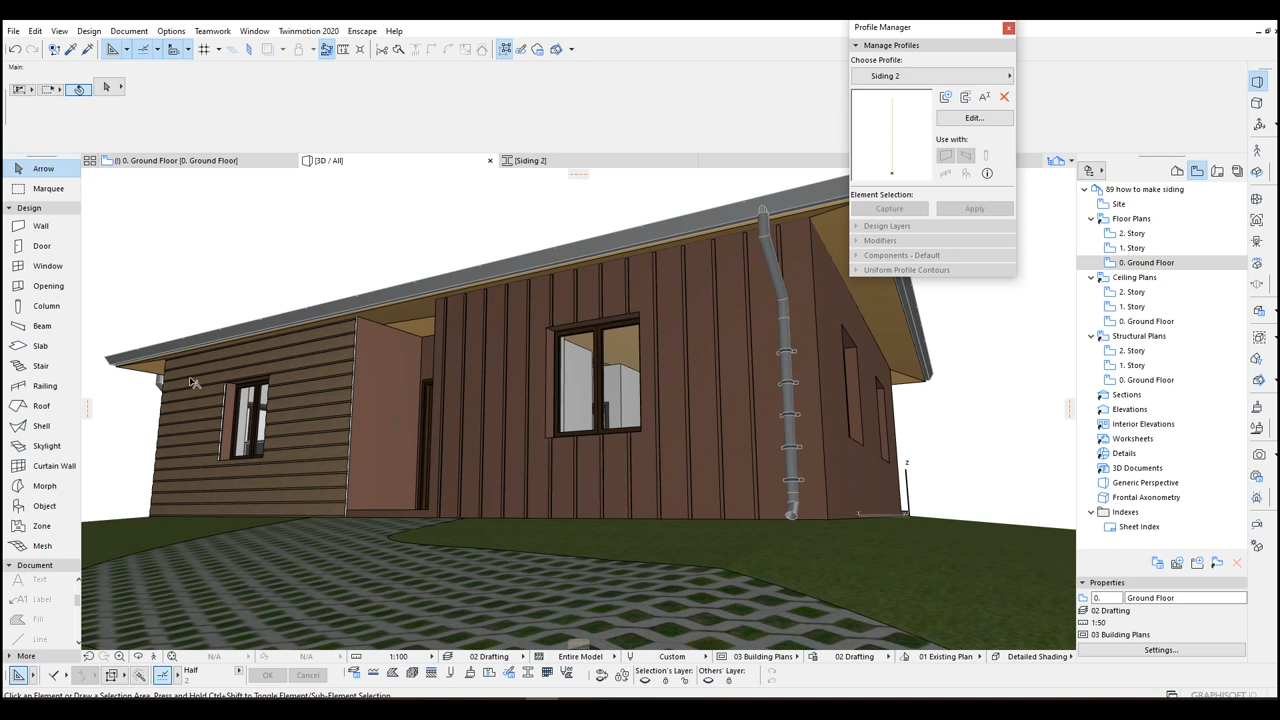 File Edit View Design Document Options Teamwork Window Twinmotion 2020 Enscape Help
Main:
(!) 0. Ground Floor [0. Ground Floor]
[3D / All]
[Siding 2]
Arrow
Marquee
Design
Wall
Door
Window
Opening
Column
Beam
Slab
Stair
Railing
Roof
Shell
Skylight
Curtain Wall
Morph
Object
Zone
Mesh
Document
Text
Label
Fill
Line
More
z
Profile Manager
Manage Profiles
Choose Profile:
Siding 2
Edit...
Use with:
Element Selection:
Capture Apply
Design Layers
Modifiers
Components - Default
Uniform Profile Contours
89 how to make siding
Site
Floor Plans
2. Story
1. Story
0. Ground Floor
Ceiling Plans
2. Story
1. Story
0. Ground Floor
Structural Plans
2. Story
1. Story
0. Ground Floor
Sections
Elevations
Interior Elevations
Worksheets
Details
3D Documents
Generic Perspective
Frontal Axonometry
Indexes
Sheet Index
Properties
0. Ground Floor
02 Drafting
1:50
03 Building Plans
Settings...
N/A N/A 1:100 02 Drafting Entire Model Custom 03 Building Plans 02 Drafting 01 Existing Plan Detailed Shading
Half
2
OK Cancel
Selection's Layer: Others' Layer:
Click an Element or Draw a Selection Area. Press and Hold Ctrl+Shift to Toggle Element/Sub-Element Selection.
GRAPHISOFT ID